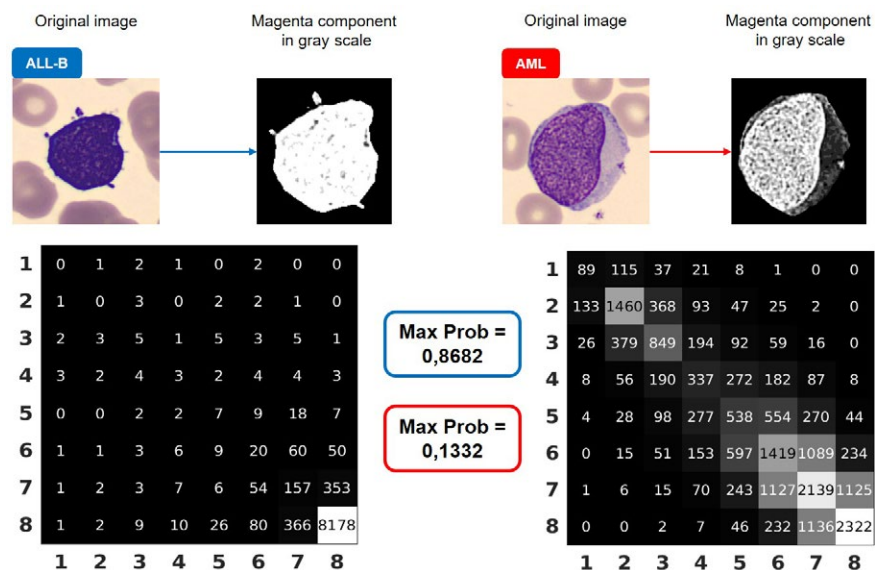 Original image
Magenta component
in gray scale
Original image
Magenta component
in gray scale
ALL-B
AML
1 0 1 2 1 0 2 0 0
2 1 0 3 0 2 2 1 0
3 2 3 5 1 5 3 5 1
4 3 2 4 3 2 4 4 3
5 0 0 2 2 7 9 18 7
6 1 1 3 6 9 20 60 50
7 1 2 3 7 6 54 157 353
8 1 2 9 10 26 80 366 8178
1 2 3 4 5 6 7 8
Max Prob =
0,8682
Max Prob =
0,1332
1 89 115 37 21 8 1 0 0
2 133 1460 368 93 47 25 2 0
3 26 379 849 194 92 59 16 0
4 8 56 190 337 272 182 87 8
5 4 28 98 277 538 554 270 44
6 0 15 51 153 597 1419 1089 234
7 1 6 15 70 243 1127 2139 1125
8 0 0 2 7 46 232 1136 2322
1 2 3 4 5 6 7 8